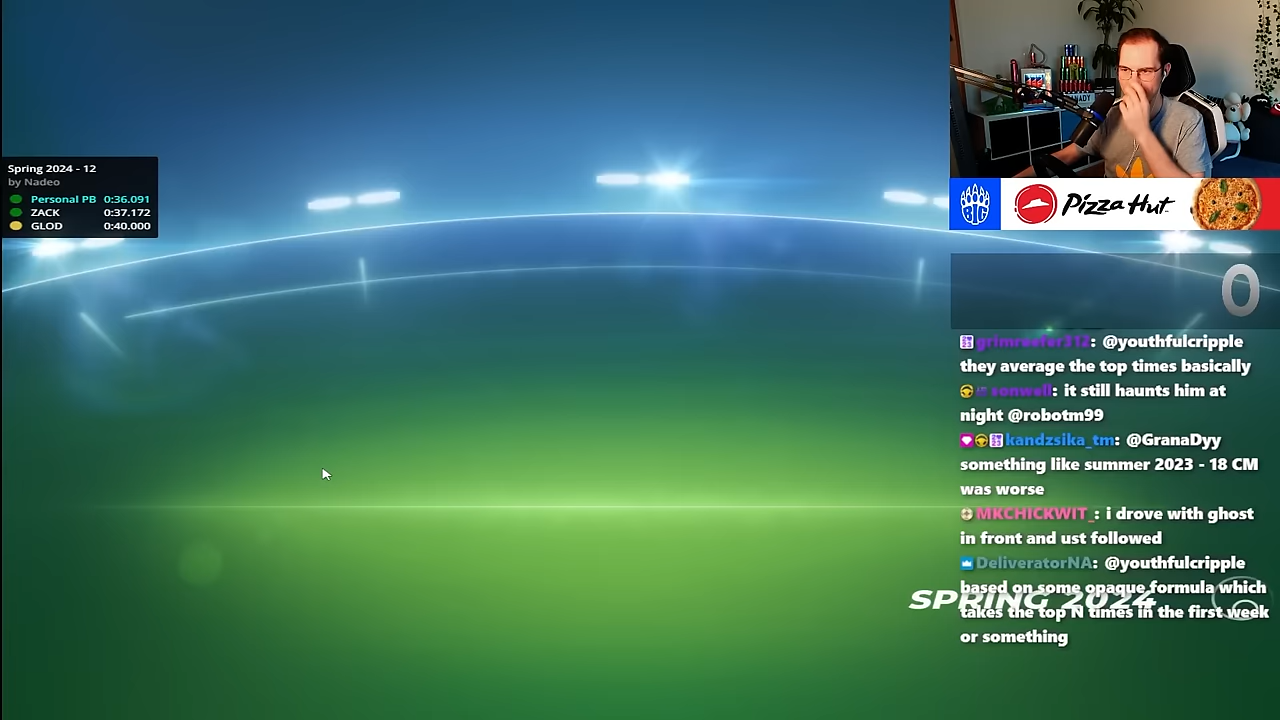 Spring 2024 - 12
by Nadeo
Personal PB 0:36.091
ZACK 0:37.172
GLOD 0:40.000
BIG
Pizza Hut
0
: @youthfulcripple
they average the top times basically
: it still haunts him at
night @robotm99
kandzsika_tm: @GranaDyy
something like summer 2023 - 18 CM
was worse
MKCHICKWIT_: i drove with ghost
in front and ust followed
DeliveratorNA: @youthfulcripple
based on some opaque formula which
takes the top N times in the first week
or something
SPRING 2024